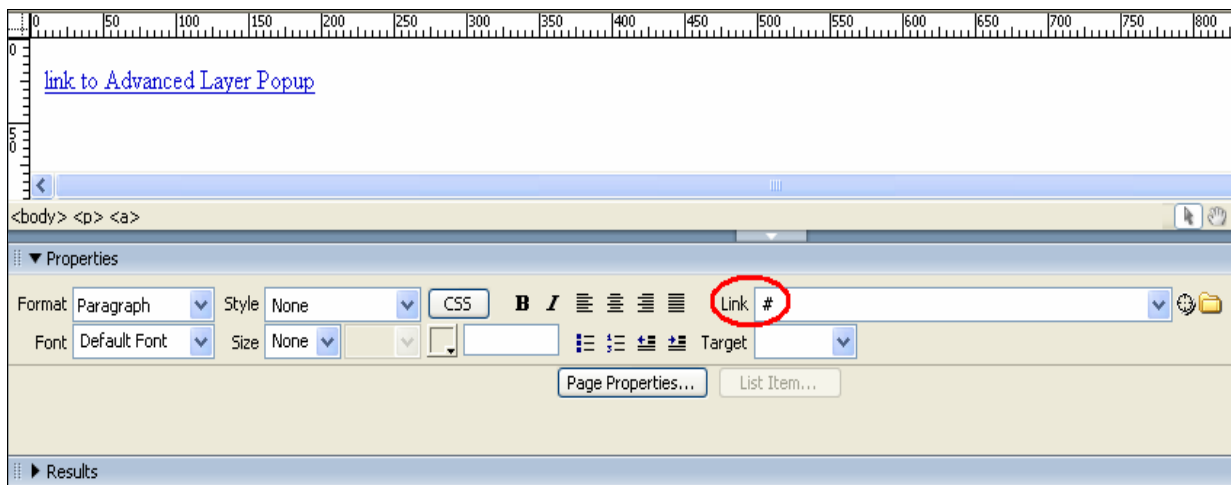 0 50 100 150 200 250 300 350 400 450 500 550 600 650 700 750 800
0
link to Advanced Layer Popup
50
<body> <p> <a>
Properties
Format Paragraph Style None CSS B I Link #
Font Default Font Size None Target
Page Properties... List Item...
Results